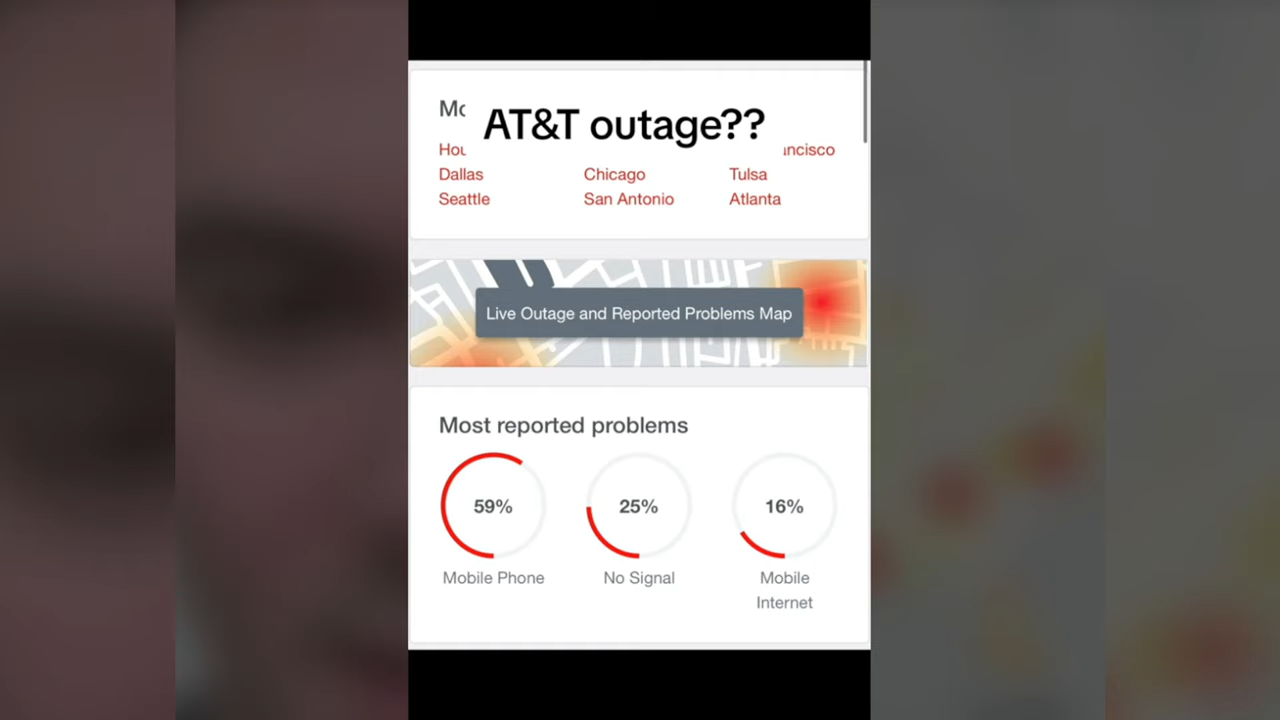 AT&T outage??
Dallas Chicago Tulsa
Seattle San Antonio Atlanta
Live Outage and Reported Problems Map
Most reported problems
59% 25% 16%
Mobile Phone No Signal Mobile
Internet